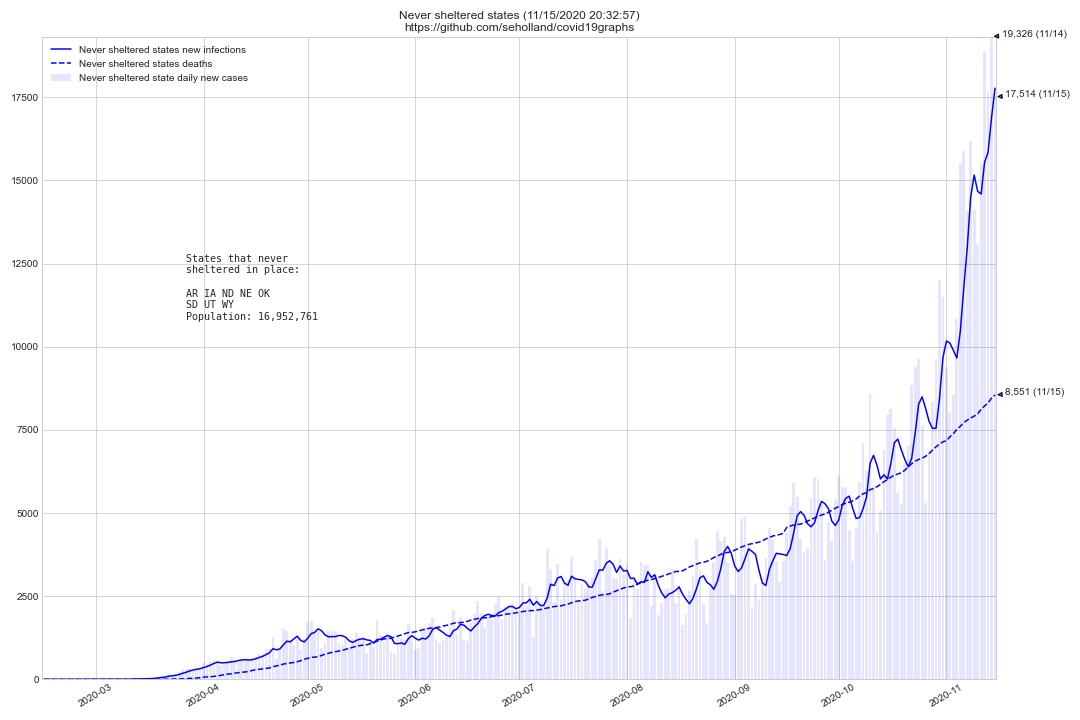 Never sheltered states (11/15/2020 20:32:57)
https://github.com/seholland/covid19graphs
Never sheltered states new infections
Never sheltered states deaths
Never sheltered state daily new cases
19,326 (11/14)
17,514 (11/15)
8,551 (11/15)
States that never
sheltered in place:
AR IA ND NE OK
SD UT WY
Population: 16,952,761
17500
15000
12500
10000
7500
5000
2500
0
2020-03
2020-04
2020-05
2020-06
2020-07
2020-08
2020-09
2020-10
2020-11